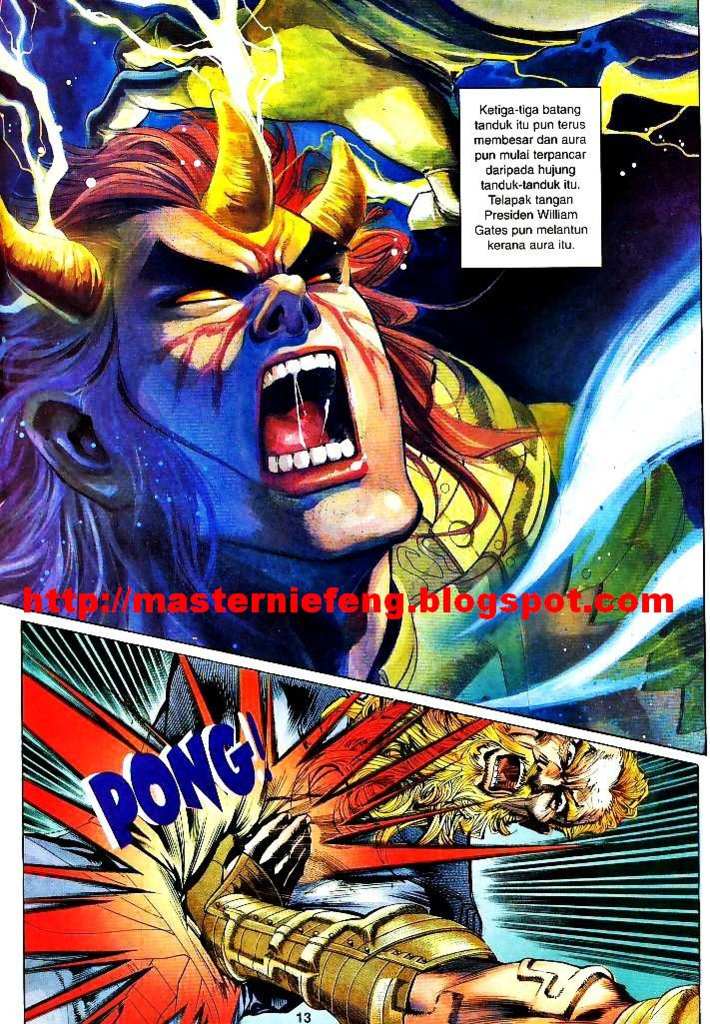 Ketiga-tiga batang
tanduk itu pun terus
membesar dan aura
pun mulai terpancar
daripada hujung
tanduk-tanduk itu.
Telapak tangan
Presiden William
Gates pun melantun
kerana aura itu.
http://masterniefeng.blogspot.com
PONG!
13